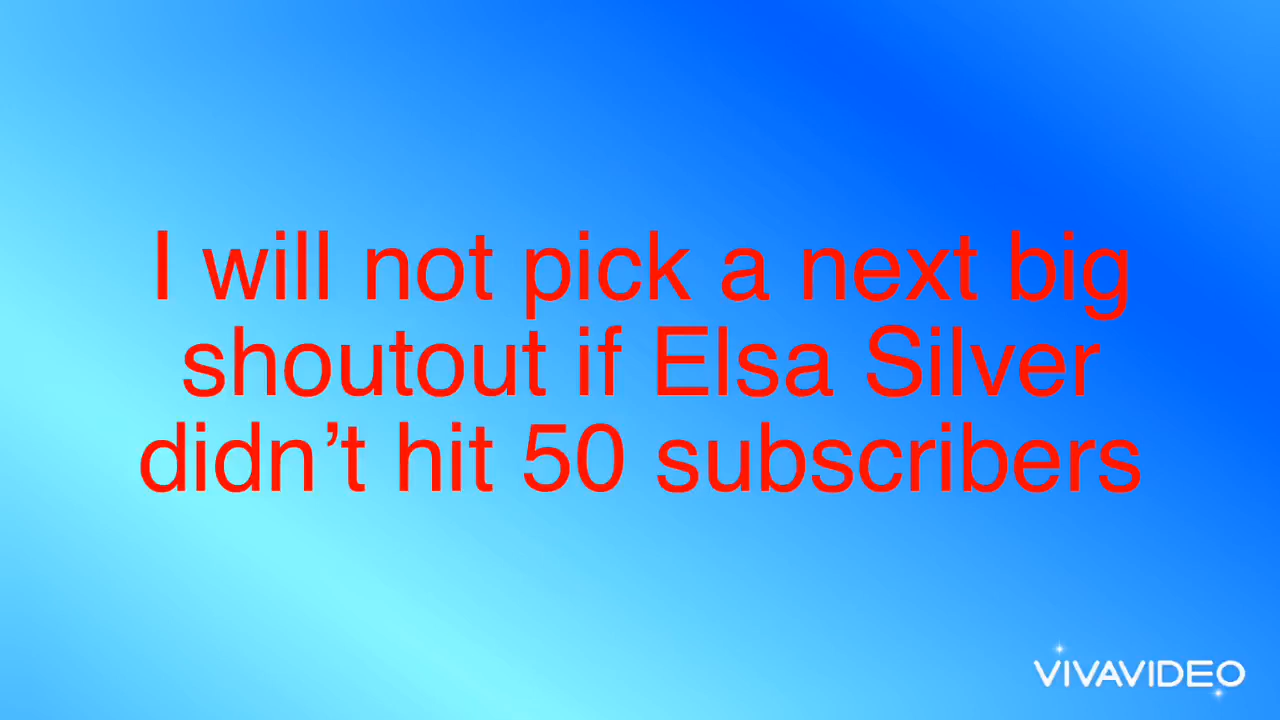 I will not pick a next big
shoutout if Elsa Silver
didn’t hit 50 subscribers
VIVAVIDEO